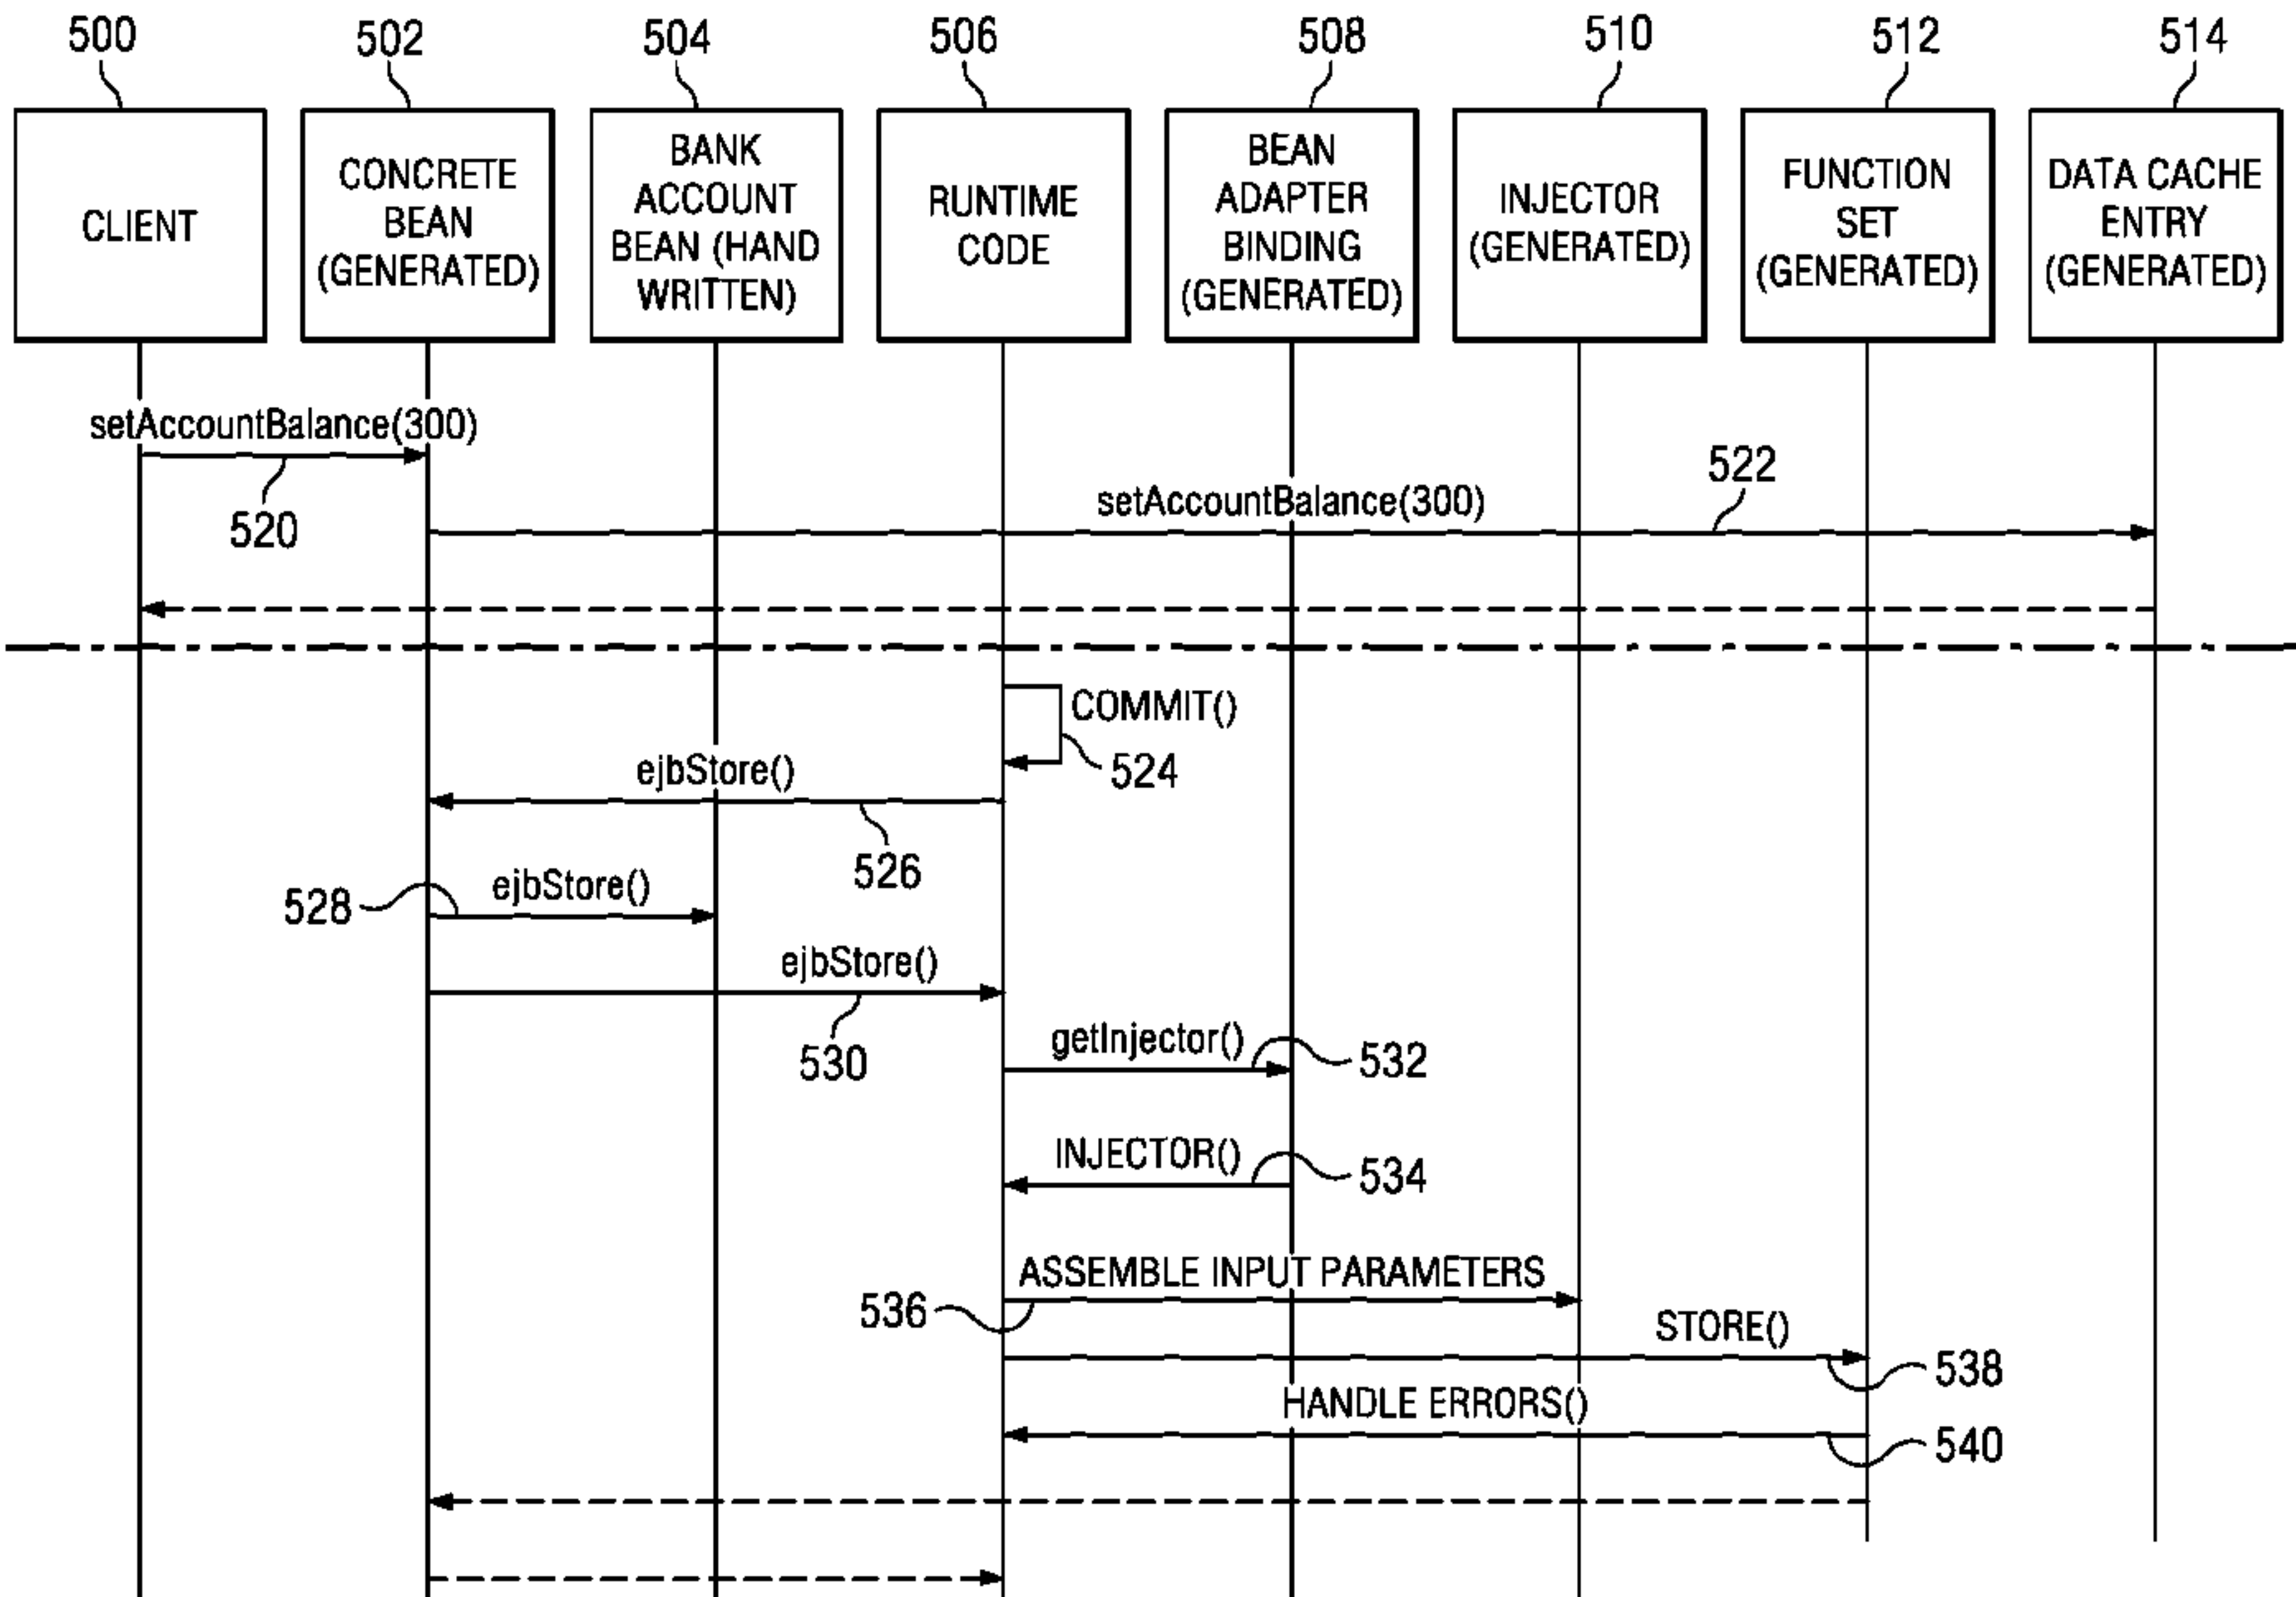 500
502
504
506
508
510
512
514
CLIENT
CONCRETE
BEAN
(GENERATED)
BANK
ACCOUNT
BEAN (HAND
WRITTEN)
RUNTIME
CODE
BEAN
ADAPTER
BINDING
(GENERATED)
INJECTOR
(GENERATED)
FUNCTION
SET
(GENERATED)
DATA CACHE
ENTRY
(GENERATED)
setAccountBalance(300)
520
setAccountBalance(300)
522
COMMIT()
524
ejbStore()
526
ejbStore()
528
ejbStore()
530
getInjector()
532
INJECTOR()
534
ASSEMBLE INPUT PARAMETERS
536
STORE()
538
HANDLE ERRORS()
540